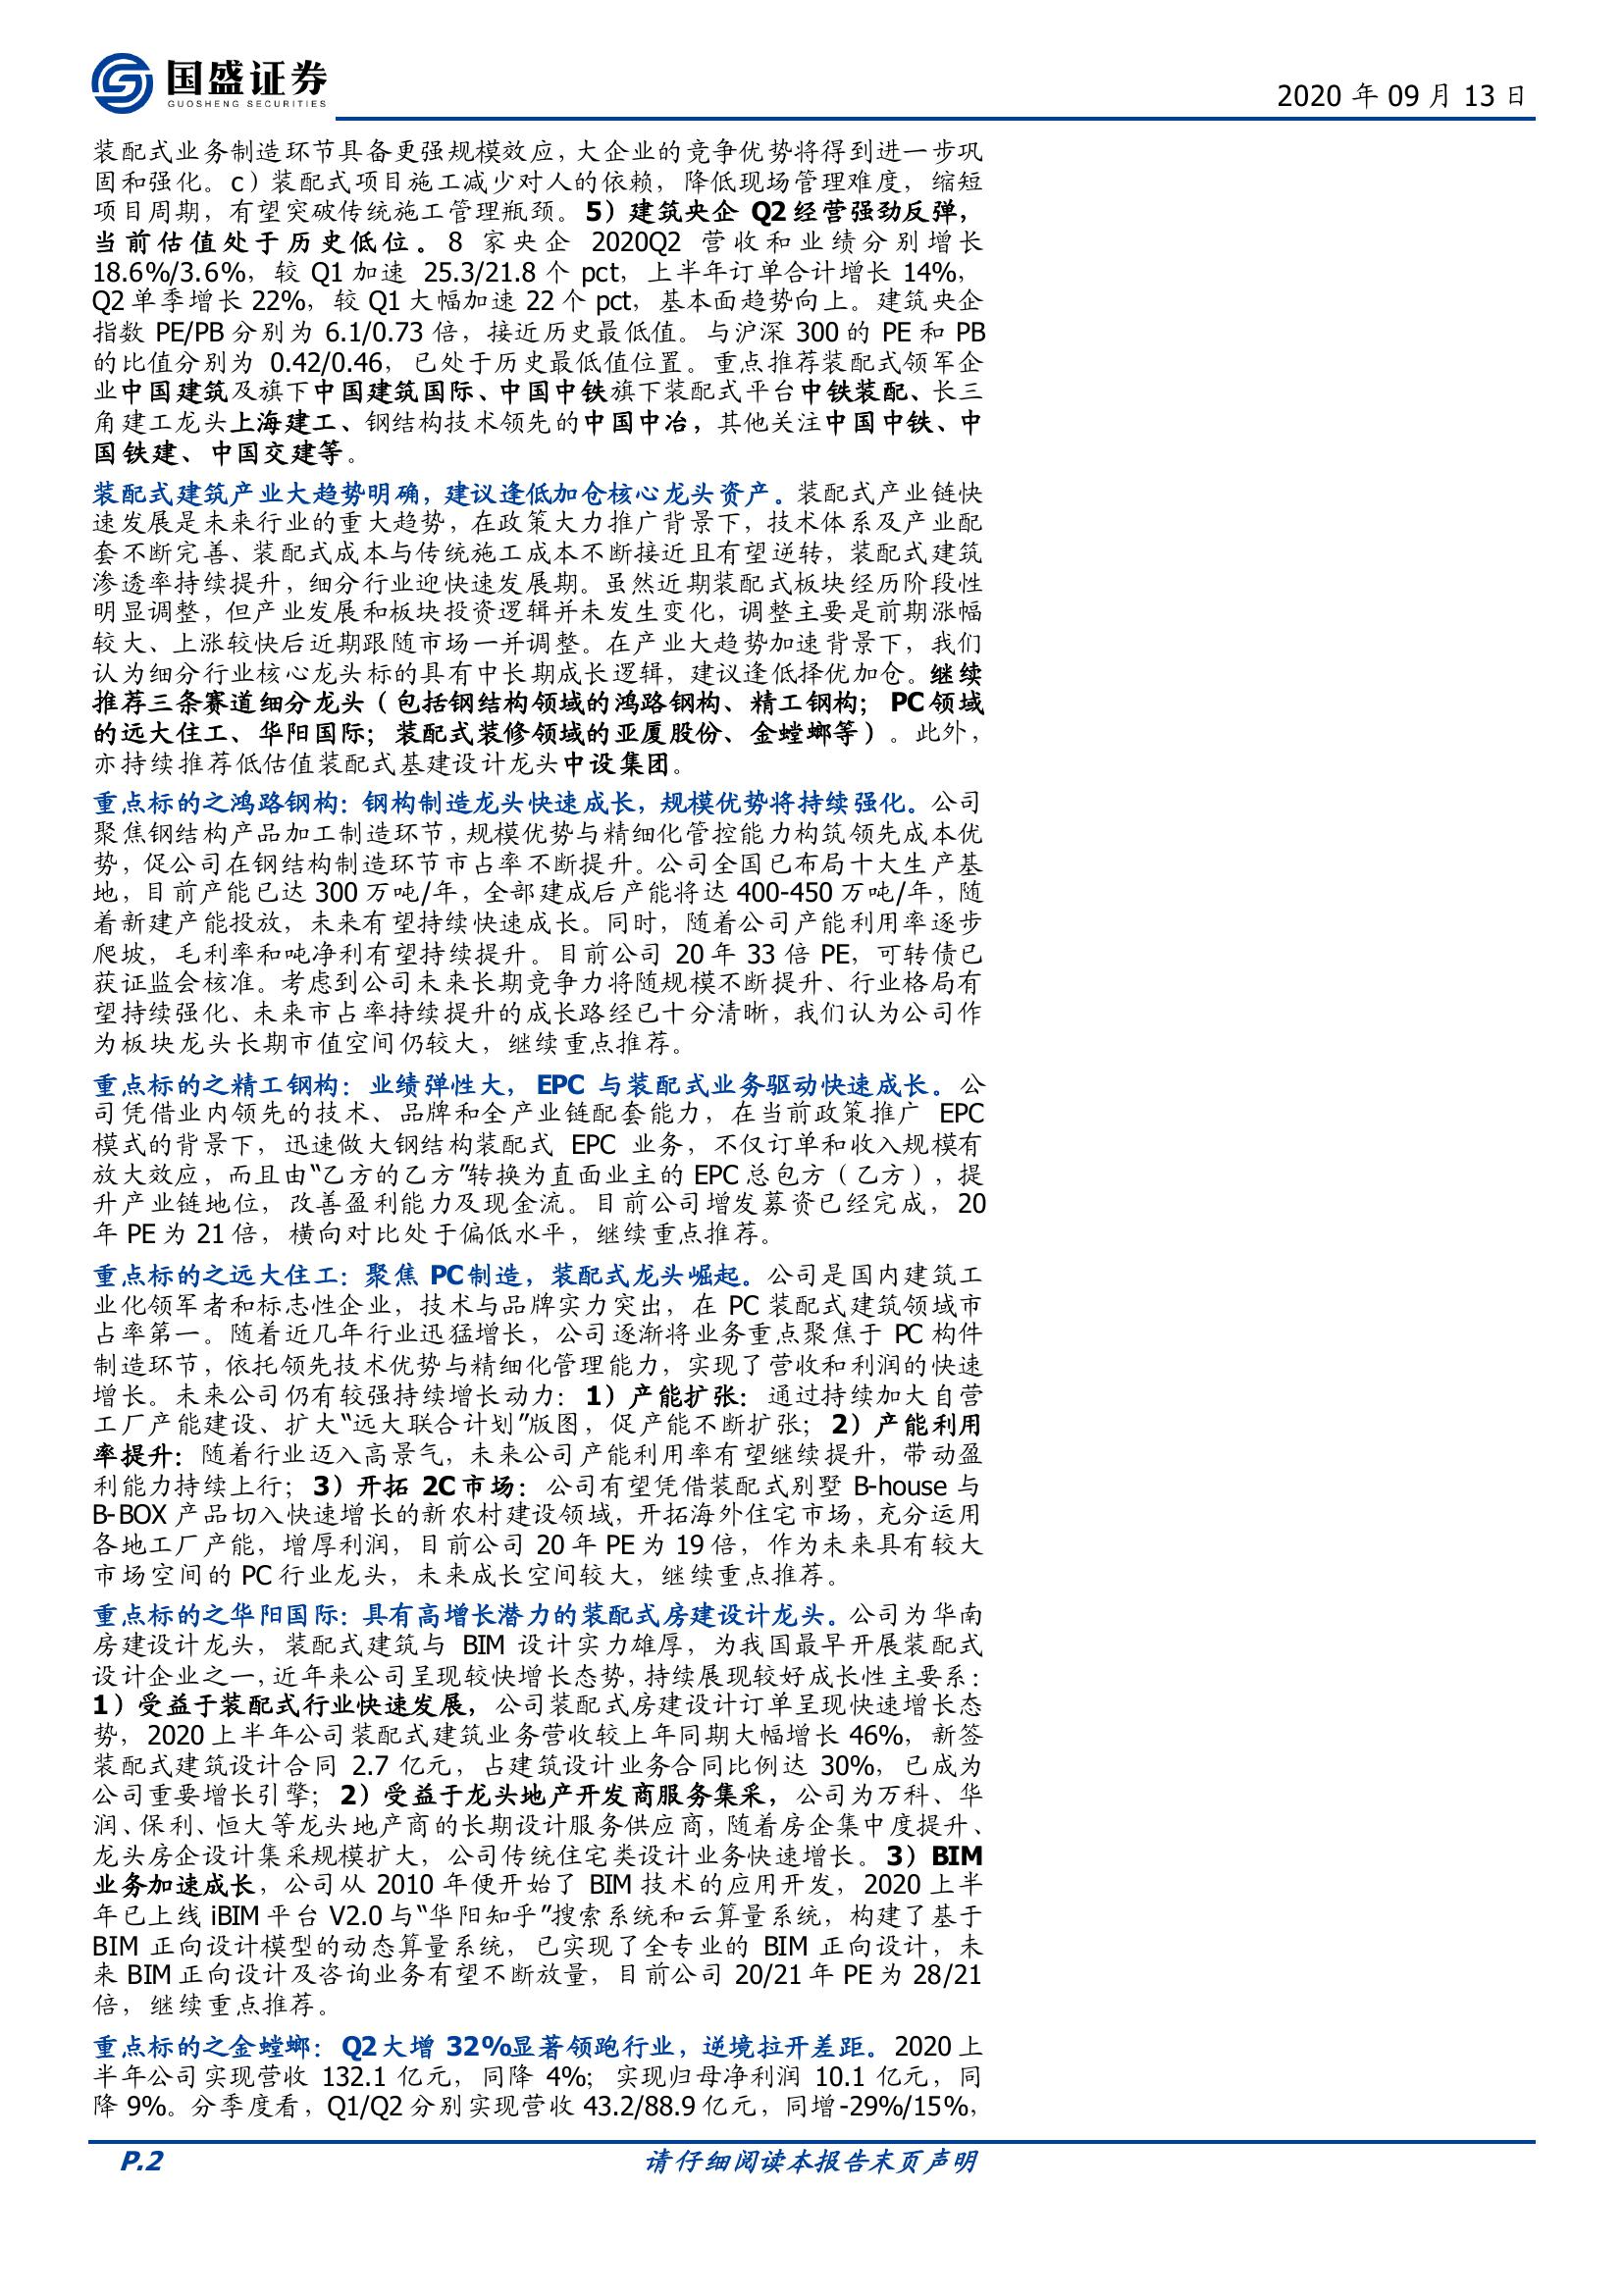 国盛证券
GUOSHENG SECURITIES
2020 年 09 月 13 日
装配式业务制造环节具备更强规模效应，大企业的竞争优势将得到进一步巩
固和强化。c）装配式项目施工减少对人的依赖，降低现场管理难度，缩短
项目周期，有望突破传统施工管理瓶颈。5）建筑央企 Q2 经营强劲反弹，
当前估值处于历史低位。8 家央企 2020Q2 营收和业绩分别增长
18.6%/3.6%，较 Q1 加速 25.3/21.8 个 pct，上半年订单合计增长 14%，
Q2 单季增长 22%，较 Q1 大幅加速 22 个 pct，基本面趋势向上。建筑央企
指数 PE/PB 分别为 6.1/0.73 倍，接近历史最低值。与沪深 300 的 PE 和 PB
的比值分别为 0.42/0.46，已处于历史最低值位置。重点推荐装配式领军企
业中国建筑及旗下中国建筑国际、中国中铁旗下装配式平台中铁装配、长三
角建工龙头上海建工、钢结构技术领先的中国中冶，其他关注中国中铁、中
国铁建、中国交建等。
装配式建筑产业大趋势明确，建议逢低加仓核心龙头资产。装配式产业链快
速发展是未来行业的重大趋势，在政策大力推广背景下，技术体系及产业配
套不断完善、装配式成本与传统施工成本不断接近且有望逆转，装配式建筑
渗透率持续提升，细分行业迎快速发展期。虽然近期装配式板块经历阶段性
明显调整，但产业发展和板块投资逻辑并未发生变化，调整主要是前期涨幅
较大、上涨较快后近期跟随市场一并调整。在产业大趋势加速背景下，我们
认为细分行业核心龙头标的具有中长期成长逻辑，建议逢低择优加仓。继续
推荐三条赛道细分龙头（包括钢结构领域的鸿路钢构、精工钢构；PC 领域
的远大住工、华阳国际；装配式装修领域的亚厦股份、金螳螂等）。此外，
亦持续推荐低估值装配式基建设计龙头中设集团。
重点标的之鸿路钢构：钢构制造龙头快速成长，规模优势将持续强化。公司
聚焦钢结构产品加工制造环节，规模优势与精细化管控能力构筑领先成本优
势，促公司在钢结构制造环节市占率不断提升。公司全国已布局十大生产基
地，目前产能已达 300 万吨/年，全部建成后产能将达 400-450 万吨/年，随
着新建产能投放，未来有望持续快速成长。同时，随着公司产能利用率逐步
爬坡，毛利率和吨净利有望持续提升。目前公司 20 年 33 倍 PE，可转债已
获证监会核准。考虑到公司未来长期竞争力将随规模不断提升、行业格局有
望持续强化、未来市占率持续提升的成长路经已十分清晰，我们认为公司作
为板块龙头长期市值空间仍较大，继续重点推荐。
重点标的之精工钢构：业绩弹性大，EPC 与装配式业务驱动快速成长。公
司凭借业内领先的技术、品牌和全产业链配套能力，在当前政策推广 EPC
模式的背景下，迅速做大钢结构装配式 EPC 业务，不仅订单和收入规模有
放大效应，而且由“乙方的乙方”转换为直面业主的 EPC 总包方（乙方），提
升产业链地位，改善盈利能力及现金流。目前公司增发募资已经完成，20
年 PE 为 21 倍，横向对比处于偏低水平，继续重点推荐。
重点标的之远大住工：聚焦 PC 制造，装配式龙头崛起。公司是国内建筑工
业化领军者和标志性企业，技术与品牌实力突出，在 PC 装配式建筑领域市
占率第一。随着近几年行业迅猛增长，公司逐渐将业务重点聚焦于 PC 构件
制造环节，依托领先技术优势与精细化管理能力，实现了营收和利润的快速
增长。未来公司仍有较强持续增长动力：1）产能扩张：通过持续加大自营
工厂产能建设、扩大“远大联合计划”版图，促产能不断扩张；2）产能利用
率提升：随着行业迈入高景气，未来公司产能利用率有望继续提升，带动盈
利能力持续上行；3）开拓 2C 市场：公司有望凭借装配式别墅 B-house 与
B-BOX 产品切入快速增长的新农村建设领域，开拓海外住宅市场，充分运用
各地工厂产能，增厚利润，目前公司 20 年 PE 为 19 倍，作为未来具有较大
市场空间的 PC 行业龙头，未来成长空间较大，继续重点推荐。
重点标的之华阳国际：具有高增长潜力的装配式房建设计龙头。公司为华南
房建设计龙头，装配式建筑与 BIM 设计实力雄厚，为我国最早开展装配式
设计企业之一，近年来公司呈现较快增长态势，持续展现较好成长性主要系：
1）受益于装配式行业快速发展，公司装配式房建设计订单呈现快速增长态
势，2020 上半年公司装配式建筑业务营收较上年同期大幅增长 46%，新签
装配式建筑设计合同 2.7 亿元，占建筑设计业务合同比例达 30%，已成为
公司重要增长引擎；2）受益于龙头地产开发商服务集采，公司为万科、华
润、保利、恒大等龙头地产商的长期设计服务供应商，随着房企集中度提升、
龙头房企设计集采规模扩大，公司传统住宅类设计业务快速增长。3）BIM
业务加速成长，公司从 2010 年便开始了 BIM 技术的应用开发，2020 上半
年已上线 iBIM 平台 V2.0 与“华阳知乎”搜索系统和云算量系统，构建了基于
BIM 正向设计模型的动态算量系统，已实现了全专业的 BIM 正向设计，未
来 BIM 正向设计及咨询业务有望不断放量，目前公司 20/21 年 PE 为 28/21
倍，继续重点推荐。
重点标的之金螳螂：Q2 大增 32%显著领跑行业，逆境拉开差距。2020 上
半年公司实现营收 132.1 亿元，同降 4%；实现归母净利润 10.1 亿元，同
降 9%。分季度看，Q1/Q2 分别实现营收 43.2/88.9 亿元，同增-29%/15%，
P.2
请仔细阅读本报告末页声明